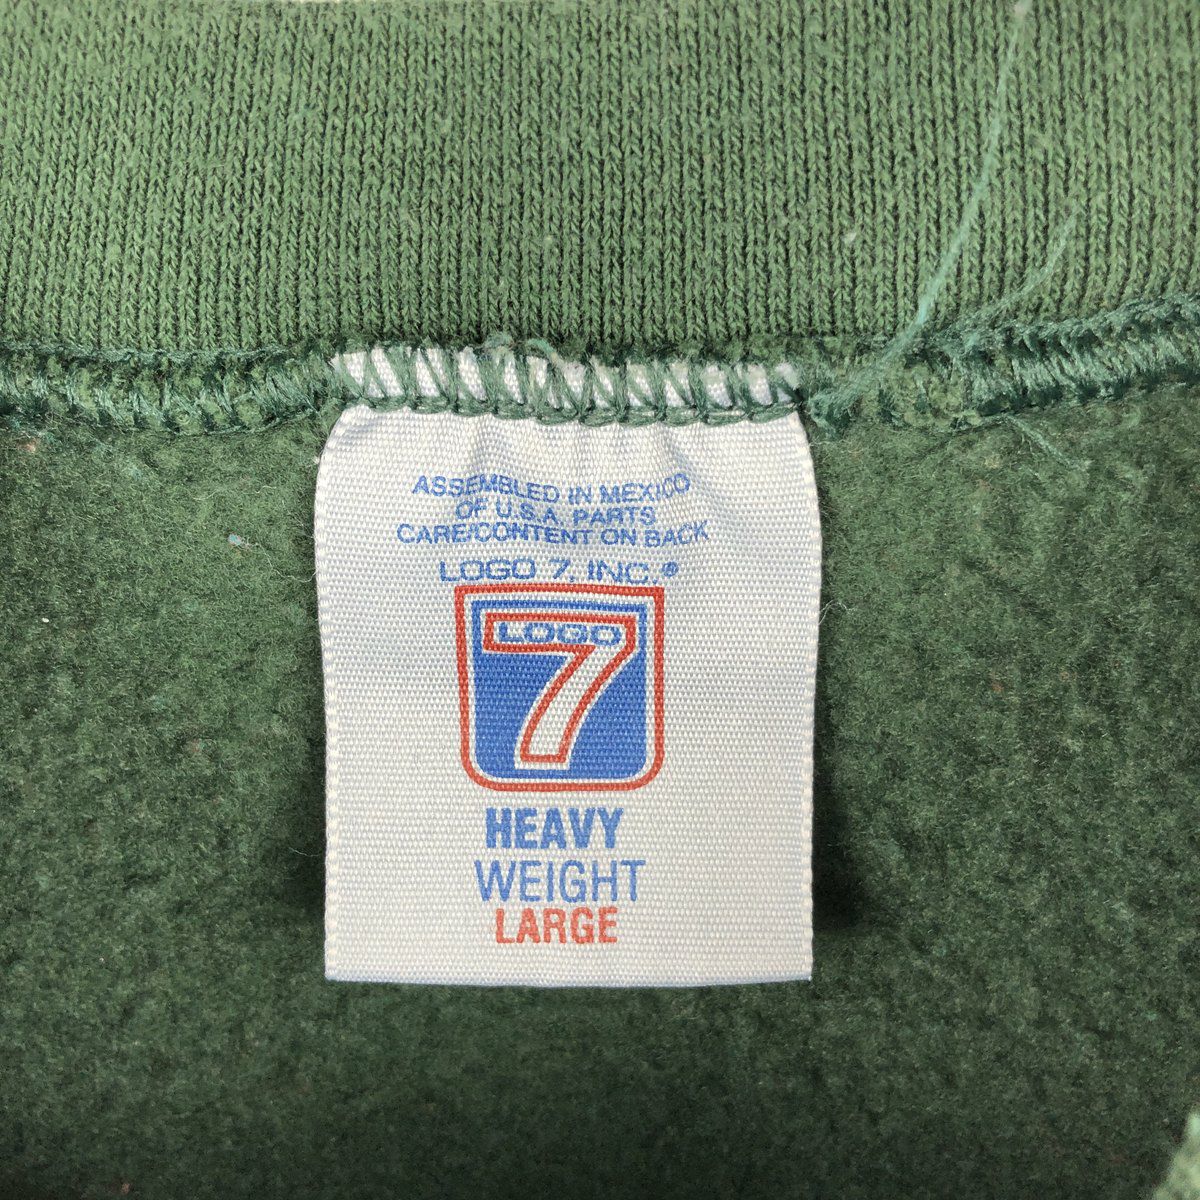 ASSEMBLED IN MEXICO
OF U.S.A. PARTS
CARE/CONTENT ON BACK
LOGO 7, INC.®
LOGO
7
HEAVY
WEIGHT
LARGE